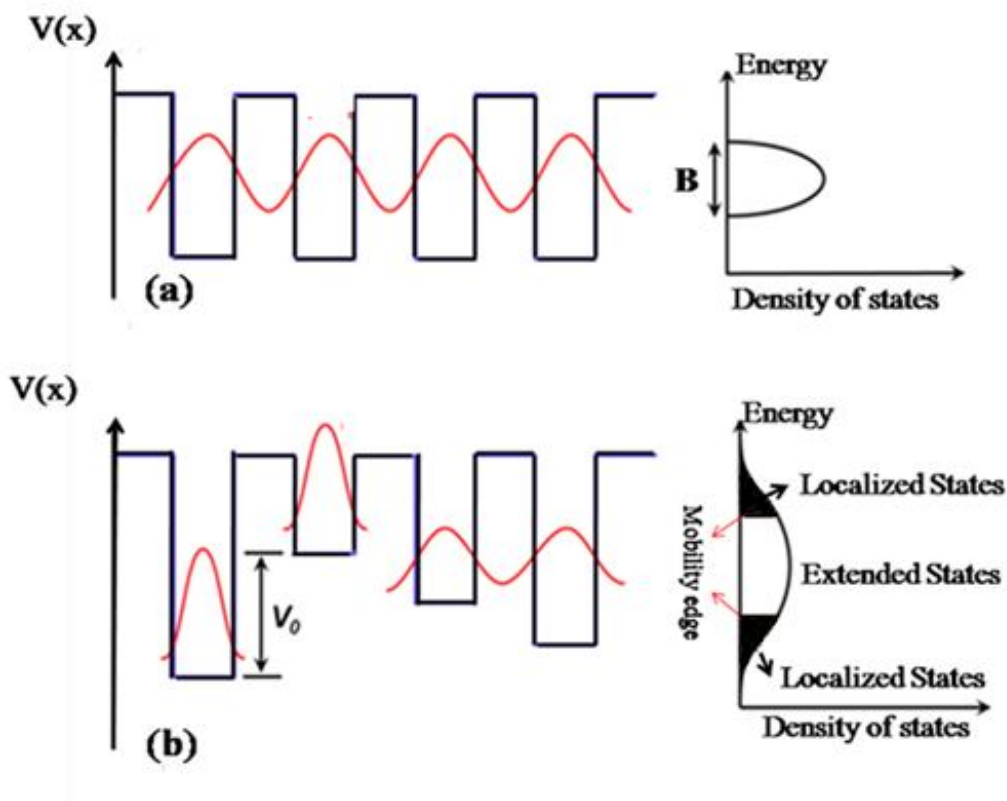 V(x)
Energy
B
(a)
Density of states
V(x)
Energy
Localized States
Mobility edge
Extended States
V₀
Localized States
(b)
Density of states